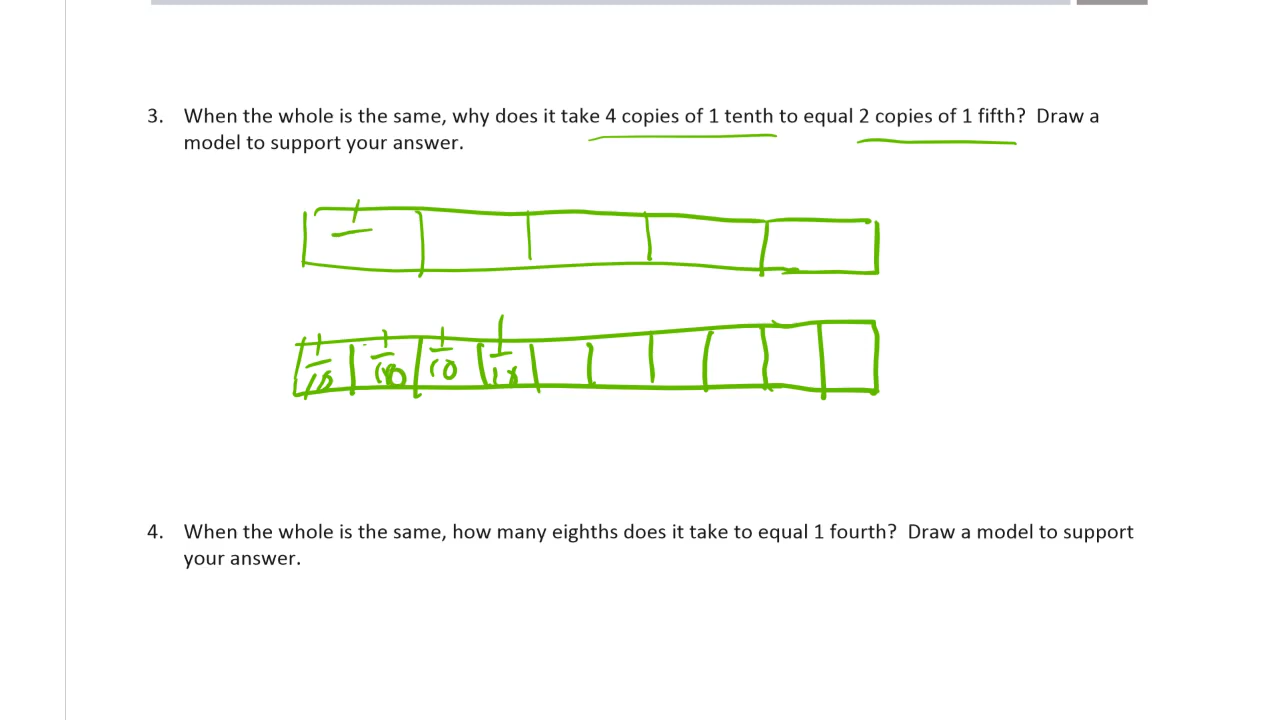 3. When the whole is the same, why does it take 4 copies of 1 tenth to equal 2 copies of 1 fifth? Draw a
model to support your answer.
1
1 1 1 1
10 10 10 10
4. When the whole is the same, how many eighths does it take to equal 1 fourth? Draw a model to support
your answer.